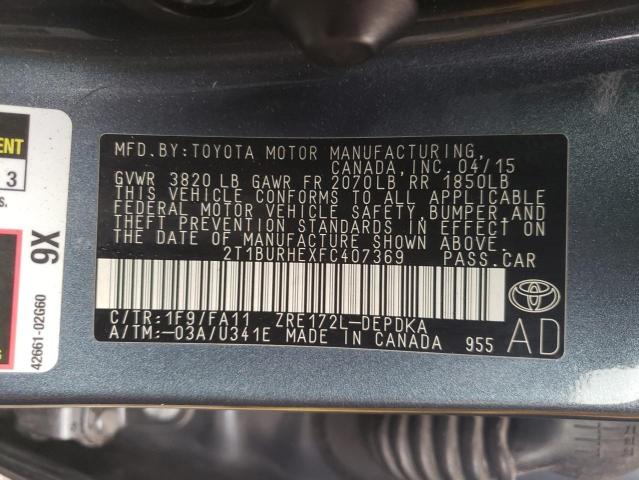 MFD.BY:TOYOTA MOTOR MANUFACTURING,
CANADA,INC. 04/15
GVWR 3820 LB GAWR FR 2070LB RR 1850LB
THIS VEHICLE CONFORMS TO ALL APPLICABLE
FEDERAL MOTOR VEHICLE SAFETY, BUMPER,AND
THEFT PREVENTION STANDARDS IN EFFECT ON
THE DATE OF MANUFACTURE SHOWN ABOVE.
2T1BURHEXFC407369 PASS.CAR
C/TR:1F9/FA11 ZRE172L-DEPDKA
A/TM:-03A/U341E MADE IN CANADA 955
AD
3
9X
42661-02G60